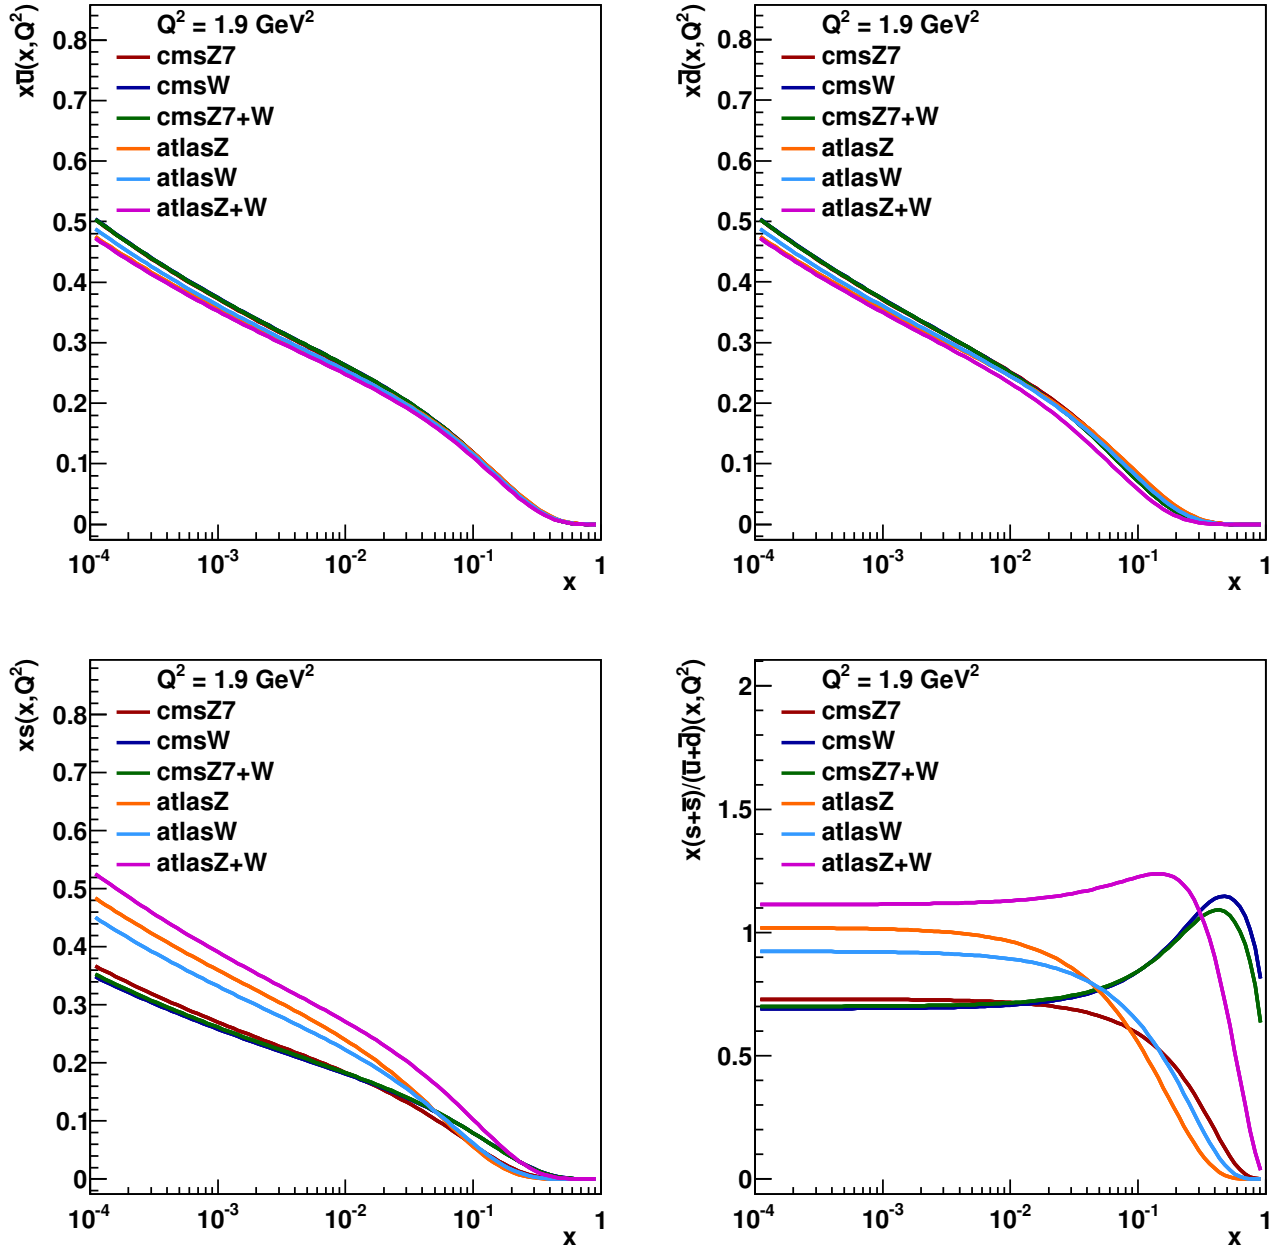 xu̅(x,Q²)
Q² = 1.9 GeV²
cmsZ7
cmsW
cmsZ7+W
atlasZ
atlasW
atlasZ+W
0.8
0.7
0.6
0.5
0.4
0.3
0.2
0.1
0
10⁻⁴
10⁻³
10⁻²
10⁻¹
1
x
xd̅(x,Q²)
Q² = 1.9 GeV²
cmsZ7
cmsW
cmsZ7+W
atlasZ
atlasW
atlasZ+W
0.8
0.7
0.6
0.5
0.4
0.3
0.2
0.1
0
10⁻⁴
10⁻³
10⁻²
10⁻¹
1
x
xs(x,Q²)
Q² = 1.9 GeV²
cmsZ7
cmsW
cmsZ7+W
atlasZ
atlasW
atlasZ+W
0.8
0.7
0.6
0.5
0.4
0.3
0.2
0.1
0
10⁻⁴
10⁻³
10⁻²
10⁻¹
1
x
x(s+s̅)/(u̅+d̅)(x,Q²)
Q² = 1.9 GeV²
cmsZ7
cmsW
cmsZ7+W
atlasZ
atlasW
atlasZ+W
2
1.5
1
0.5
0
10⁻⁴
10⁻³
10⁻²
10⁻¹
1
x